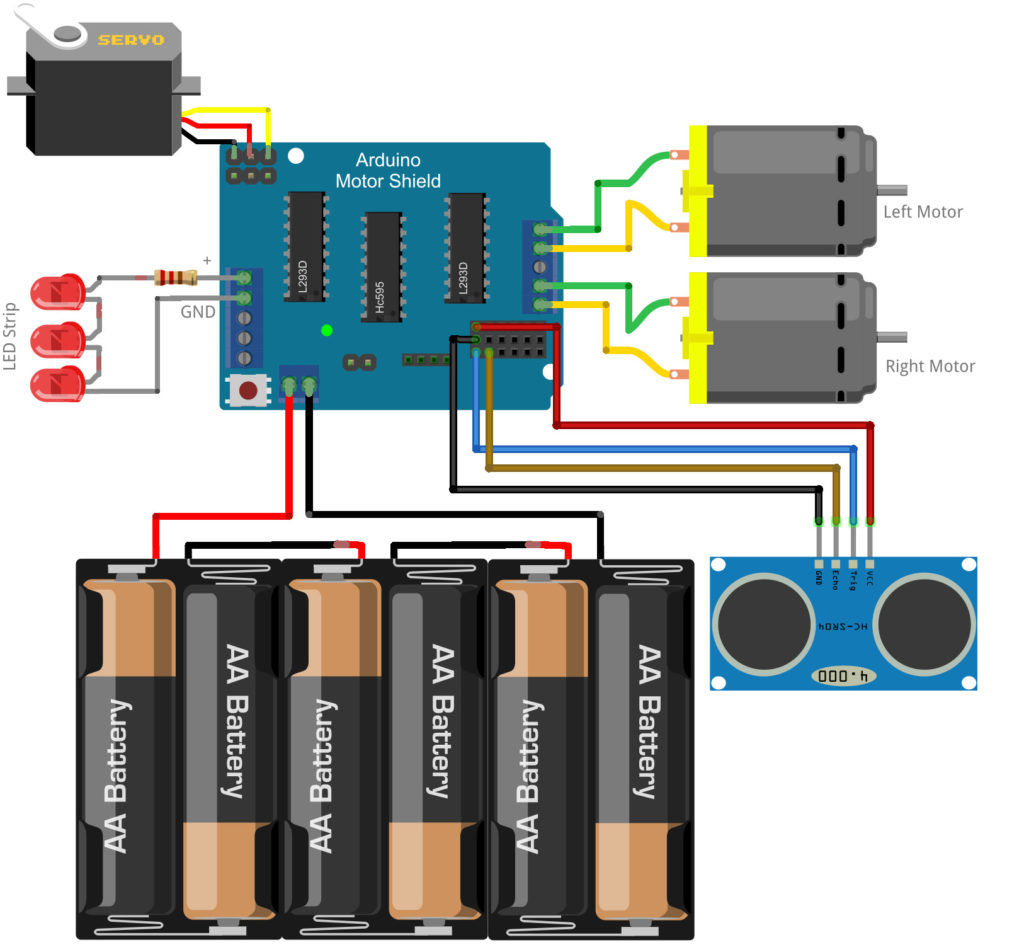 SERVO
Arduino
Motor Shield
L293D
Hc595
L293D
+
GND
LED Strip
Left Motor
Right Motor
GND
Echo
Trig
VCC
HC-SR04
4.000
AA Battery
AA Battery
AA Battery
AA Battery
AA Battery
AA Battery